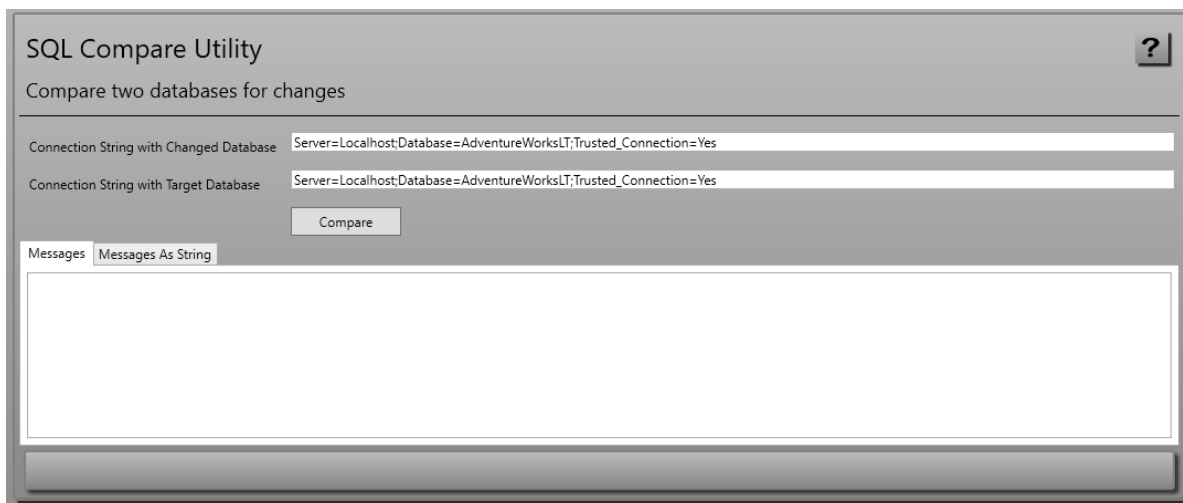 SQL Compare Utility
?
Compare two databases for changes
Connection String with Changed Database
Server=Localhost;Database=AdventureWorksLT;Trusted_Connection=Yes
Connection String with Target Database
Server=Localhost;Database=AdventureWorksLT;Trusted_Connection=Yes
Compare
Messages
Messages As String